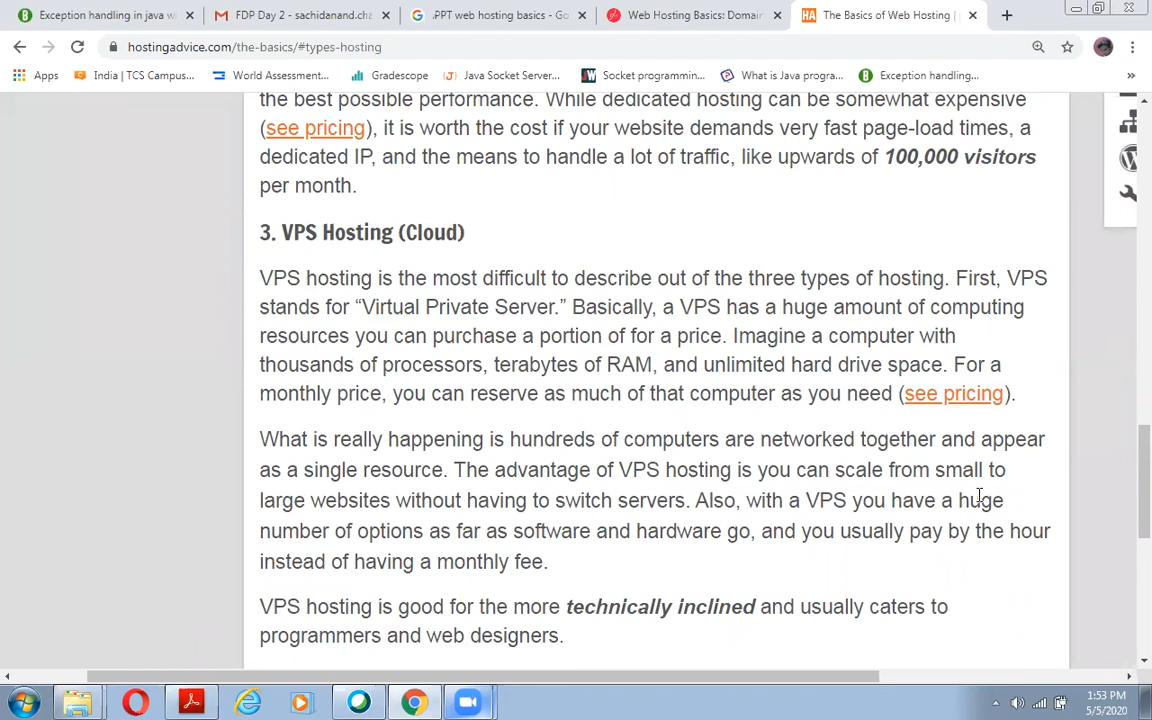 Exception handling in java w
FDP Day 2 - sachidanand.cha
.PPT web hosting basics - Go
Web Hosting Basics: Domai
The Basics of Web Hosting |
hostingadvice.com/the-basics/#types-hosting
Apps
India | TCS Campus...
World Assessment...
Gradescope
Java Socket Server...
Socket programmin...
What is Java progra...
Exception handling...
the best possible performance. While dedicated hosting can be somewhat expensive
(see pricing), it is worth the cost if your website demands very fast page-load times, a
dedicated IP, and the means to handle a lot of traffic, like upwards of 100,000 visitors
per month.
3. VPS Hosting (Cloud)
VPS hosting is the most difficult to describe out of the three types of hosting. First, VPS
stands for “Virtual Private Server.” Basically, a VPS has a huge amount of computing
resources you can purchase a portion of for a price. Imagine a computer with
thousands of processors, terabytes of RAM, and unlimited hard drive space. For a
monthly price, you can reserve as much of that computer as you need (see pricing).
What is really happening is hundreds of computers are networked together and appear
as a single resource. The advantage of VPS hosting is you can scale from small to
large websites without having to switch servers. Also, with a VPS you have a huge
number of options as far as software and hardware go, and you usually pay by the hour
instead of having a monthly fee.
VPS hosting is good for the more technically inclined and usually caters to
programmers and web designers.
1:53 PM
5/5/2020